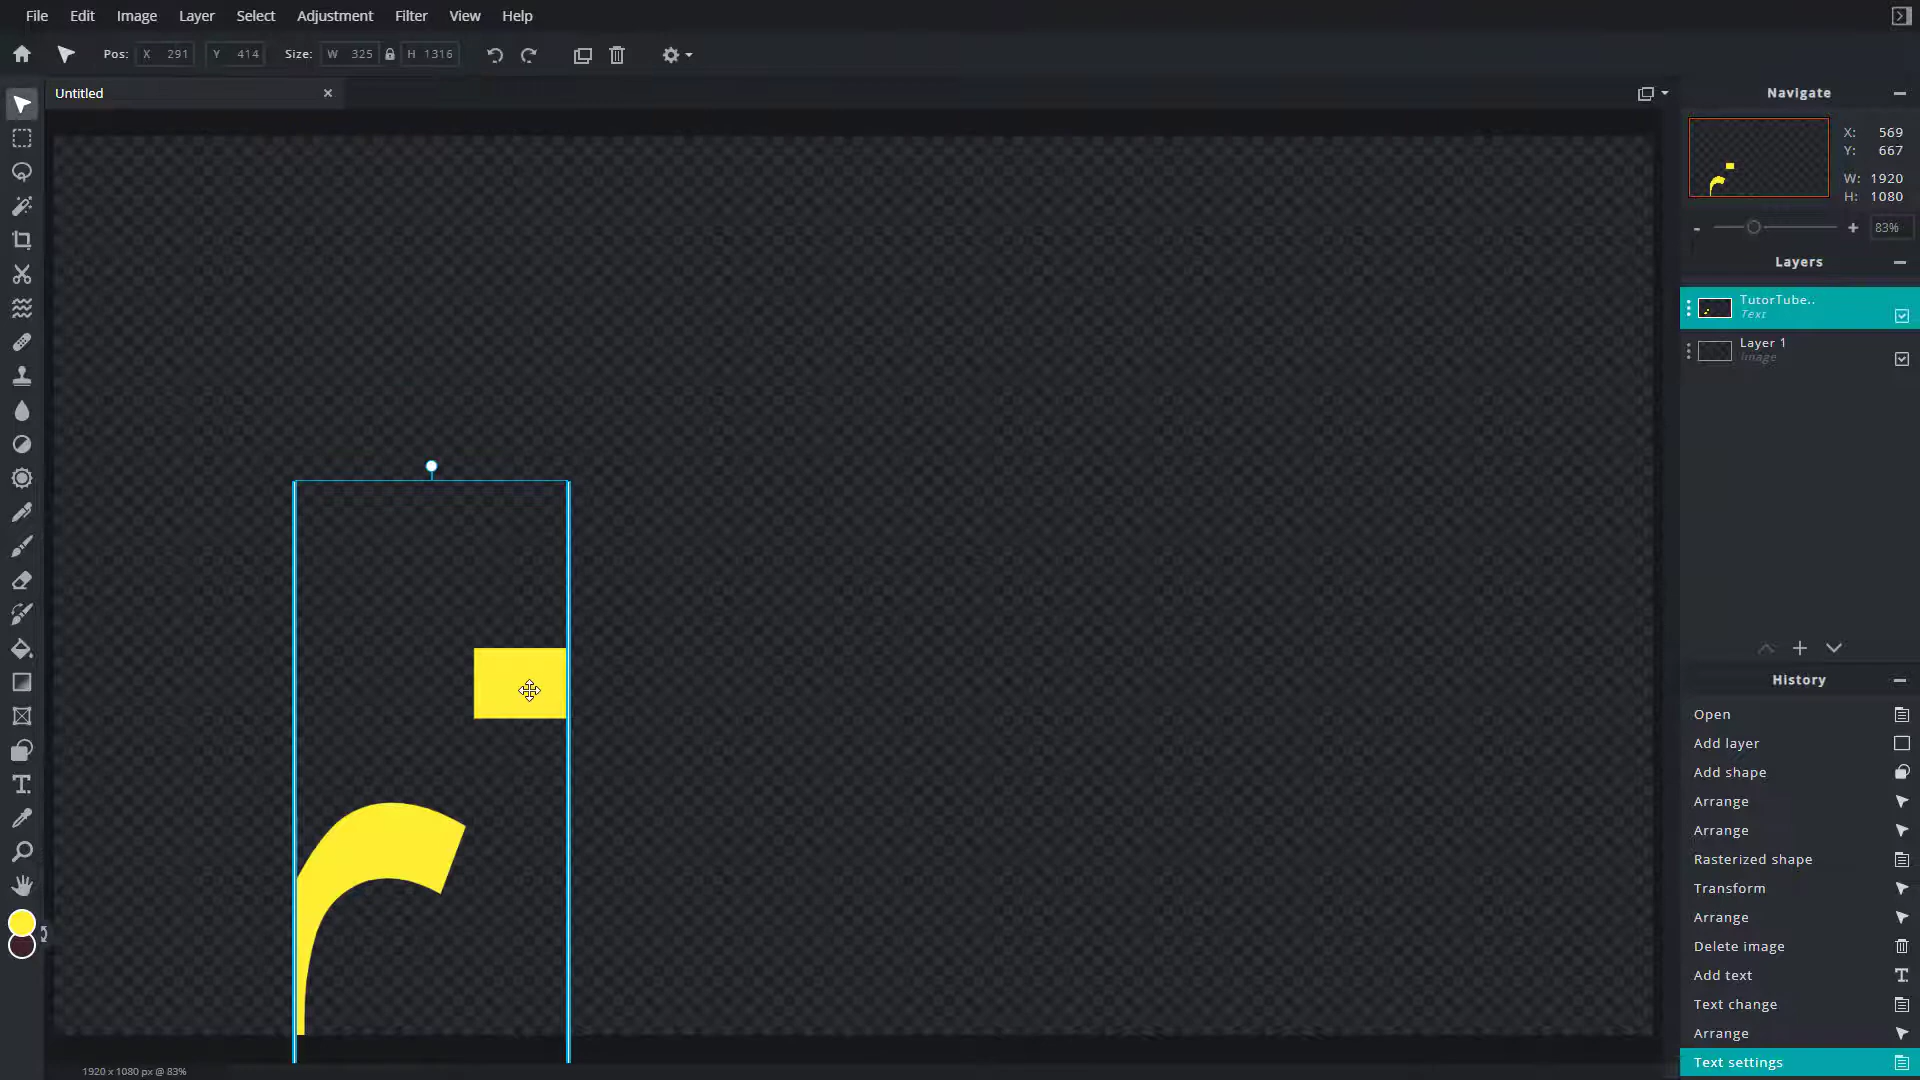 File Edit Image Layer Select Adjustment Filter View Help
Pos: X 291 Y 414 Size: W 325 H 1316
Untitled
Navigate
X: 569
Y: 667
W: 1920
H: 1080
- + 83%
Layers
TutorTube..
Text
Layer 1
Image
History
Open
Add layer
Add shape
Arrange
Arrange
Rasterized shape
Transform
Arrange
Delete image
Add text
Text change
Arrange
Text settings
1920 x 1080 px @ 83%